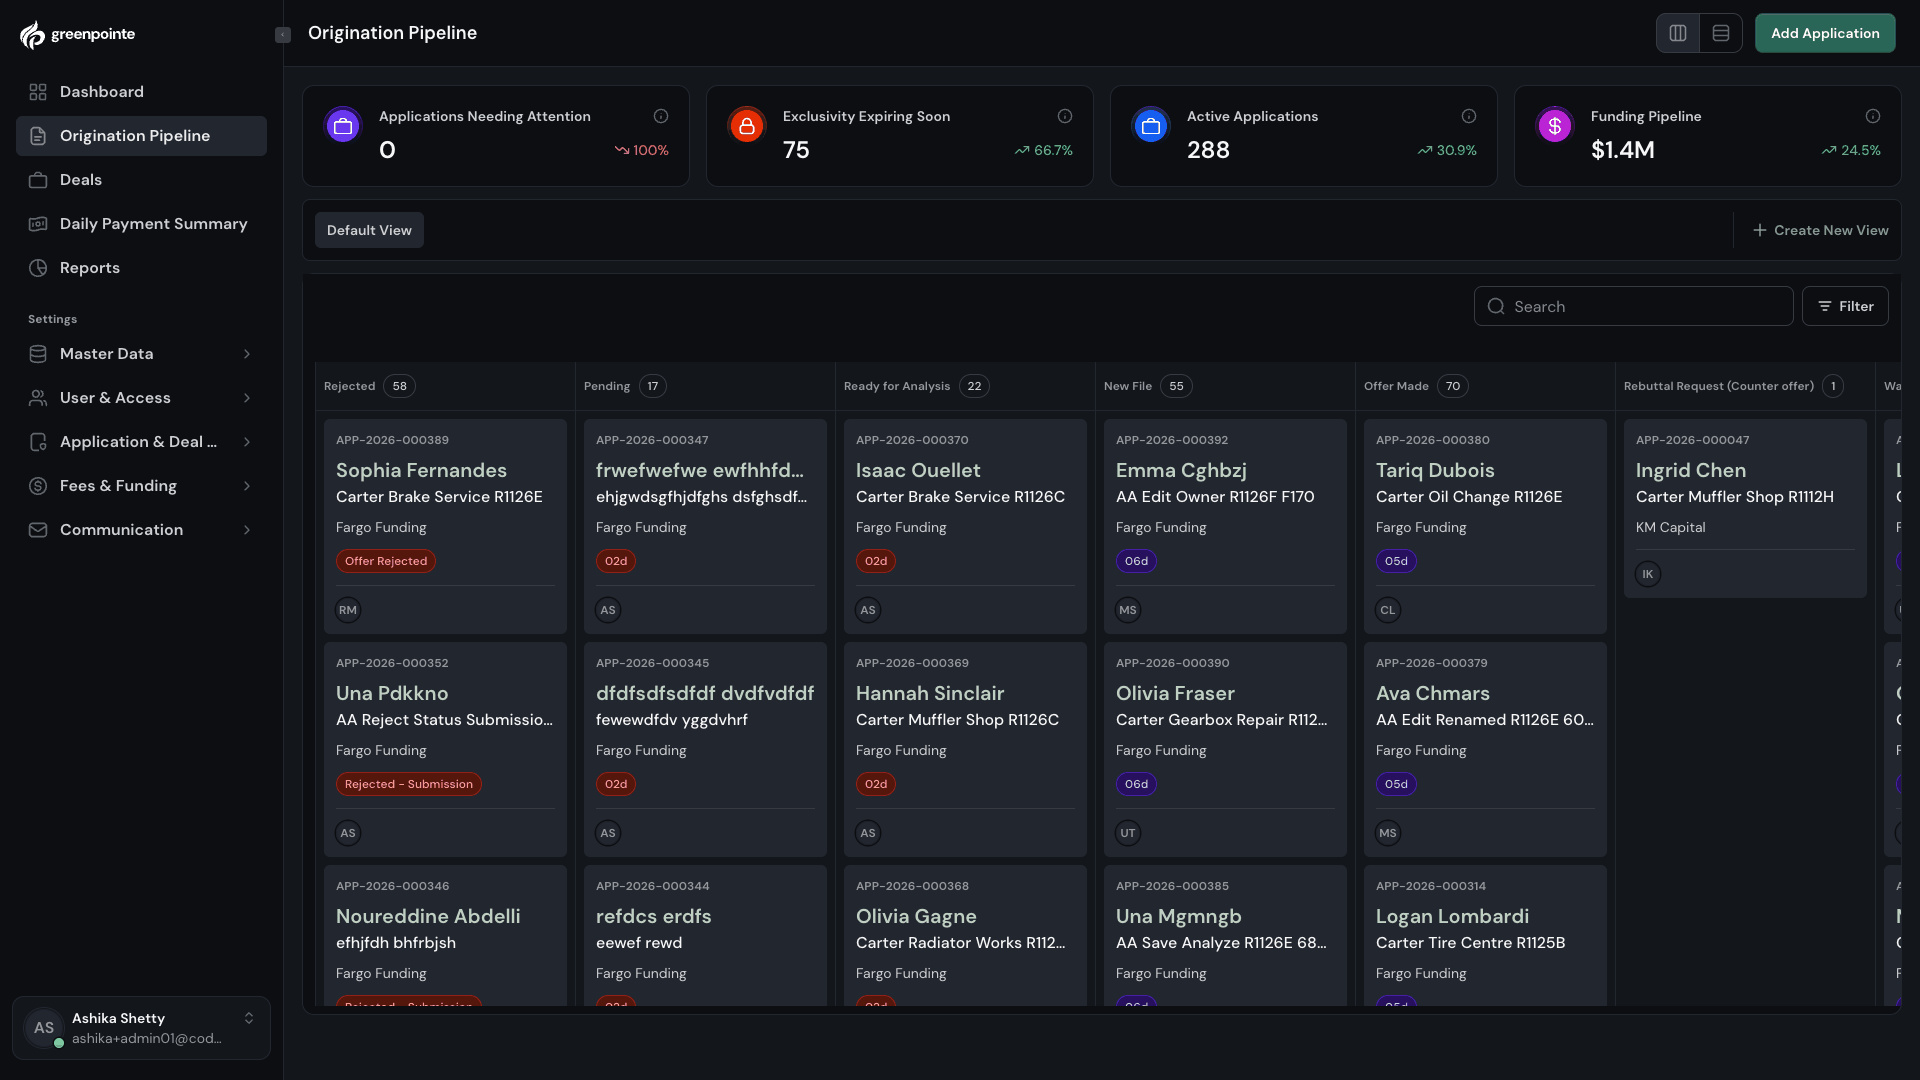 greenpointe
Origination Pipeline
Add Application
Dashboard
Origination Pipeline
Deals
Daily Payment Summary
Reports
Settings
Master Data
User & Access
Application & Deal ...
Fees & Funding
Communication
AS
Ashika Shetty
ashika+admin01@cod...
Applications Needing Attention
0
100%
Exclusivity Expiring Soon
75
66.7%
Active Applications
288
30.9%
Funding Pipeline
$1.4M
24.5%
Default View
Create New View
Search
Filter
Rejected 58
APP-2026-000389
Sophia Fernandes
Carter Brake Service R1126E
Fargo Funding
Offer Rejected
RM
APP-2026-000352
Una Pdkkno
AA Reject Status Submissio...
Fargo Funding
Rejected - Submission
AS
APP-2026-000346
Noureddine Abdelli
efhjfdh bhfrbjsh
Fargo Funding
Rejected - Submission
Pending 17
APP-2026-000347
frwefwefwe ewfhhfd...
ehjgwdsgfhjdfghs dsfghsdf...
Fargo Funding
02d
AS
APP-2026-000345
dfdfsdfsdfdf dvdfvdfdf
fewewdfdv yggdvhrf
Fargo Funding
02d
AS
APP-2026-000344
refdcs erdfs
eewef rewd
Fargo Funding
02d
Ready for Analysis 22
APP-2026-000370
Isaac Ouellet
Carter Brake Service R1126C
Fargo Funding
02d
AS
APP-2026-000369
Hannah Sinclair
Carter Muffler Shop R1126C
Fargo Funding
02d
AS
APP-2026-000368
Olivia Gagne
Carter Radiator Works R112...
Fargo Funding
02d
New File 55
APP-2026-000392
Emma Cghbzj
AA Edit Owner R1126F F170
Fargo Funding
06d
MS
APP-2026-000390
Olivia Fraser
Carter Gearbox Repair R112...
Fargo Funding
06d
UT
APP-2026-000385
Una Mgmngb
AA Save Analyze R1126E 68...
Fargo Funding
06d
Offer Made 70
APP-2026-000380
Tariq Dubois
Carter Oil Change R1126E
Fargo Funding
05d
CL
APP-2026-000379
Ava Chmars
AA Edit Renamed R1126E 60...
Fargo Funding
05d
MS
APP-2026-000314
Logan Lombardi
Carter Tire Centre R1125B
Fargo Funding
05d
Rebuttal Request (Counter offer) 1
APP-2026-000047
Ingrid Chen
Carter Muffler Shop R1112H
KM Capital
IK
Wa